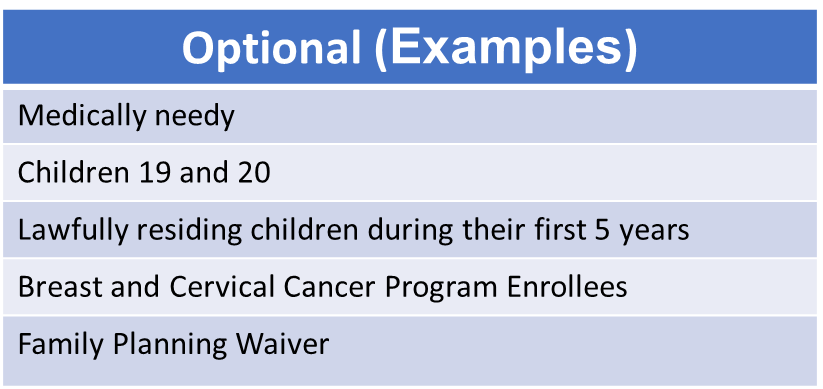 Optional (Examples)
Medically needy
Children 19 and 20
Lawfully residing children during their first 5 years
Breast and Cervical Cancer Program Enrollees
Family Planning Waiver